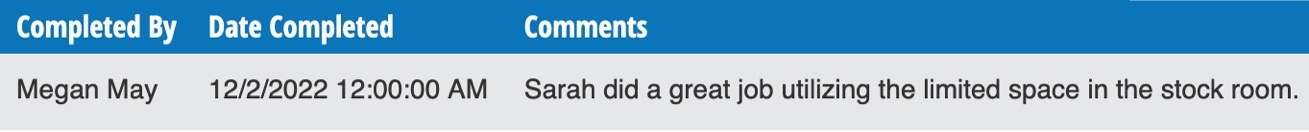 Completed By Date Completed Comments
Megan May 12/2/2022 12:00:00 AM Sarah did a great job utilizing the limited space in the stock room.